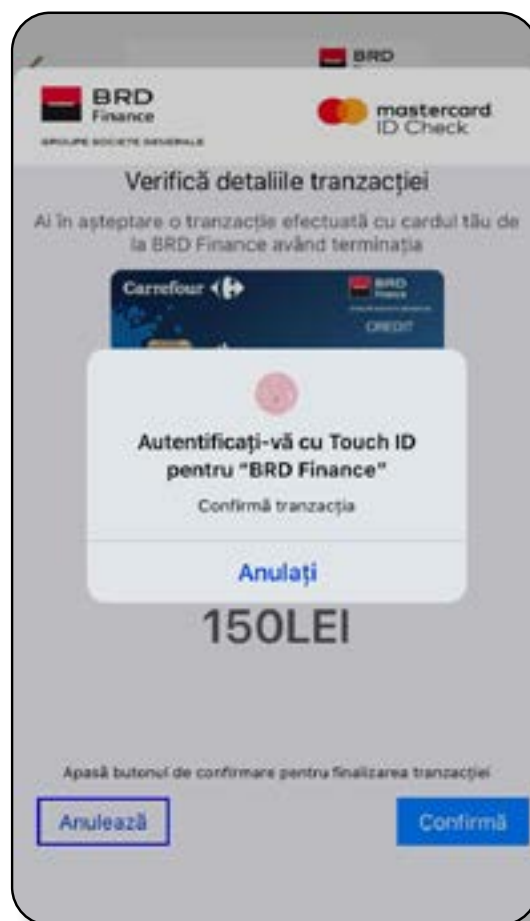 BRD
BRD
Finance
GROUPE SOCIETE GENERALE
mastercard
ID Check
Verifică detaliile tranzacției
Ai în așteptare o tranzacție efectuată cu cardul tău de
la BRD Finance având terminația
Carrefour
BRD
Finance
CREDIT
Autentificați-vă cu Touch ID
pentru “BRD Finance”
Confirmă tranzacția
Anulați
150LEI
Apasă butonul de confirmare pentru finalizarea tranzacției
Anulează
Confirmă